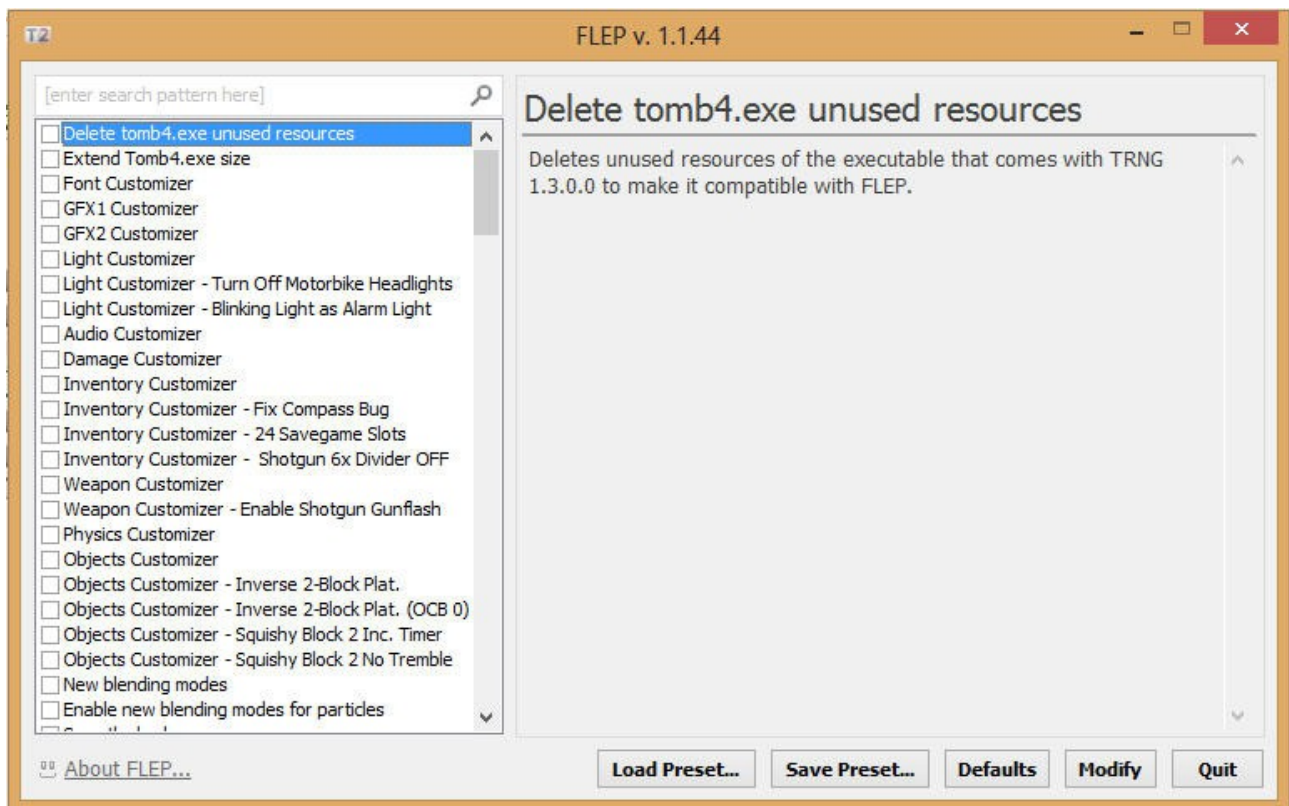 T2
FLEP v. 1.1.44
[enter search pattern here]
Delete tomb4.exe unused resources
Extend Tomb4.exe size
Font Customizer
GFX1 Customizer
GFX2 Customizer
Light Customizer
Light Customizer - Turn Off Motorbike Headlights
Light Customizer - Blinking Light as Alarm Light
Audio Customizer
Damage Customizer
Inventory Customizer
Inventory Customizer - Fix Compass Bug
Inventory Customizer - 24 Savegame Slots
Inventory Customizer -  Shotgun 6x Divider OFF
Weapon Customizer
Weapon Customizer - Enable Shotgun Gunflash
Physics Customizer
Objects Customizer
Objects Customizer - Inverse 2-Block Plat.
Objects Customizer - Inverse 2-Block Plat. (OCB 0)
Objects Customizer - Squishy Block 2 Inc. Timer
Objects Customizer - Squishy Block 2 No Tremble
New blending modes
Enable new blending modes for particles
Delete tomb4.exe unused resources
Deletes unused resources of the executable that comes with TRNG
1.3.0.0 to make it compatible with FLEP.
About FLEP...
Load Preset...
Save Preset...
Defaults
Modify
Quit